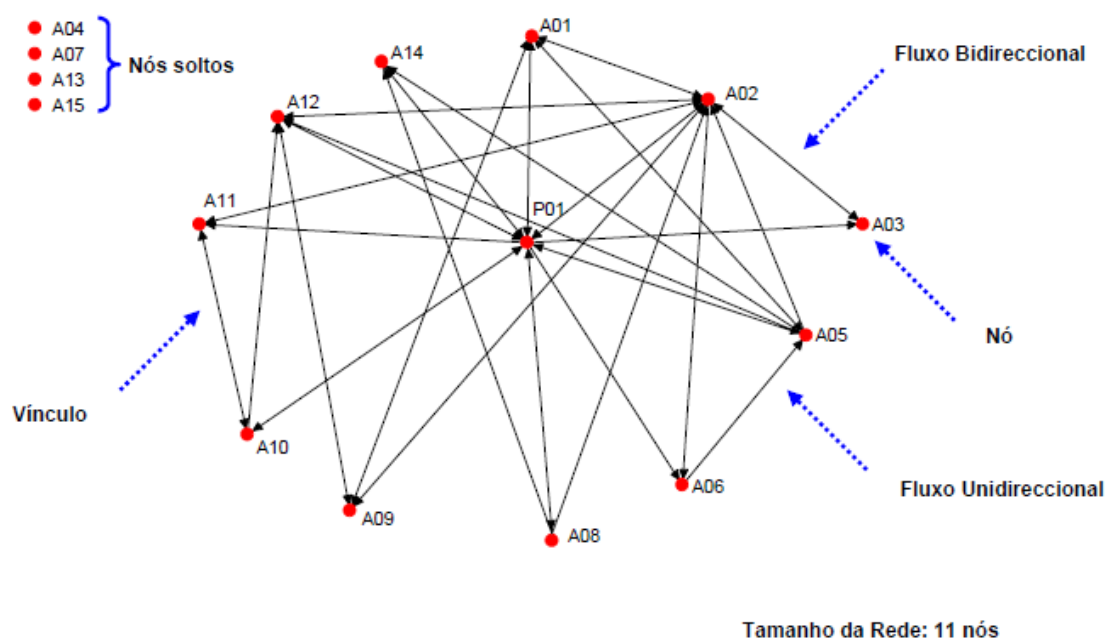 A04
A07
A13
A15
Nós soltos
A01
A14
Fluxo Bidireccional
A02
A12
A11
P01
A03
A05
Nó
Vínculo
A10
A06
Fluxo Unidireccional
A09
A08
Tamanho da Rede: 11 nós